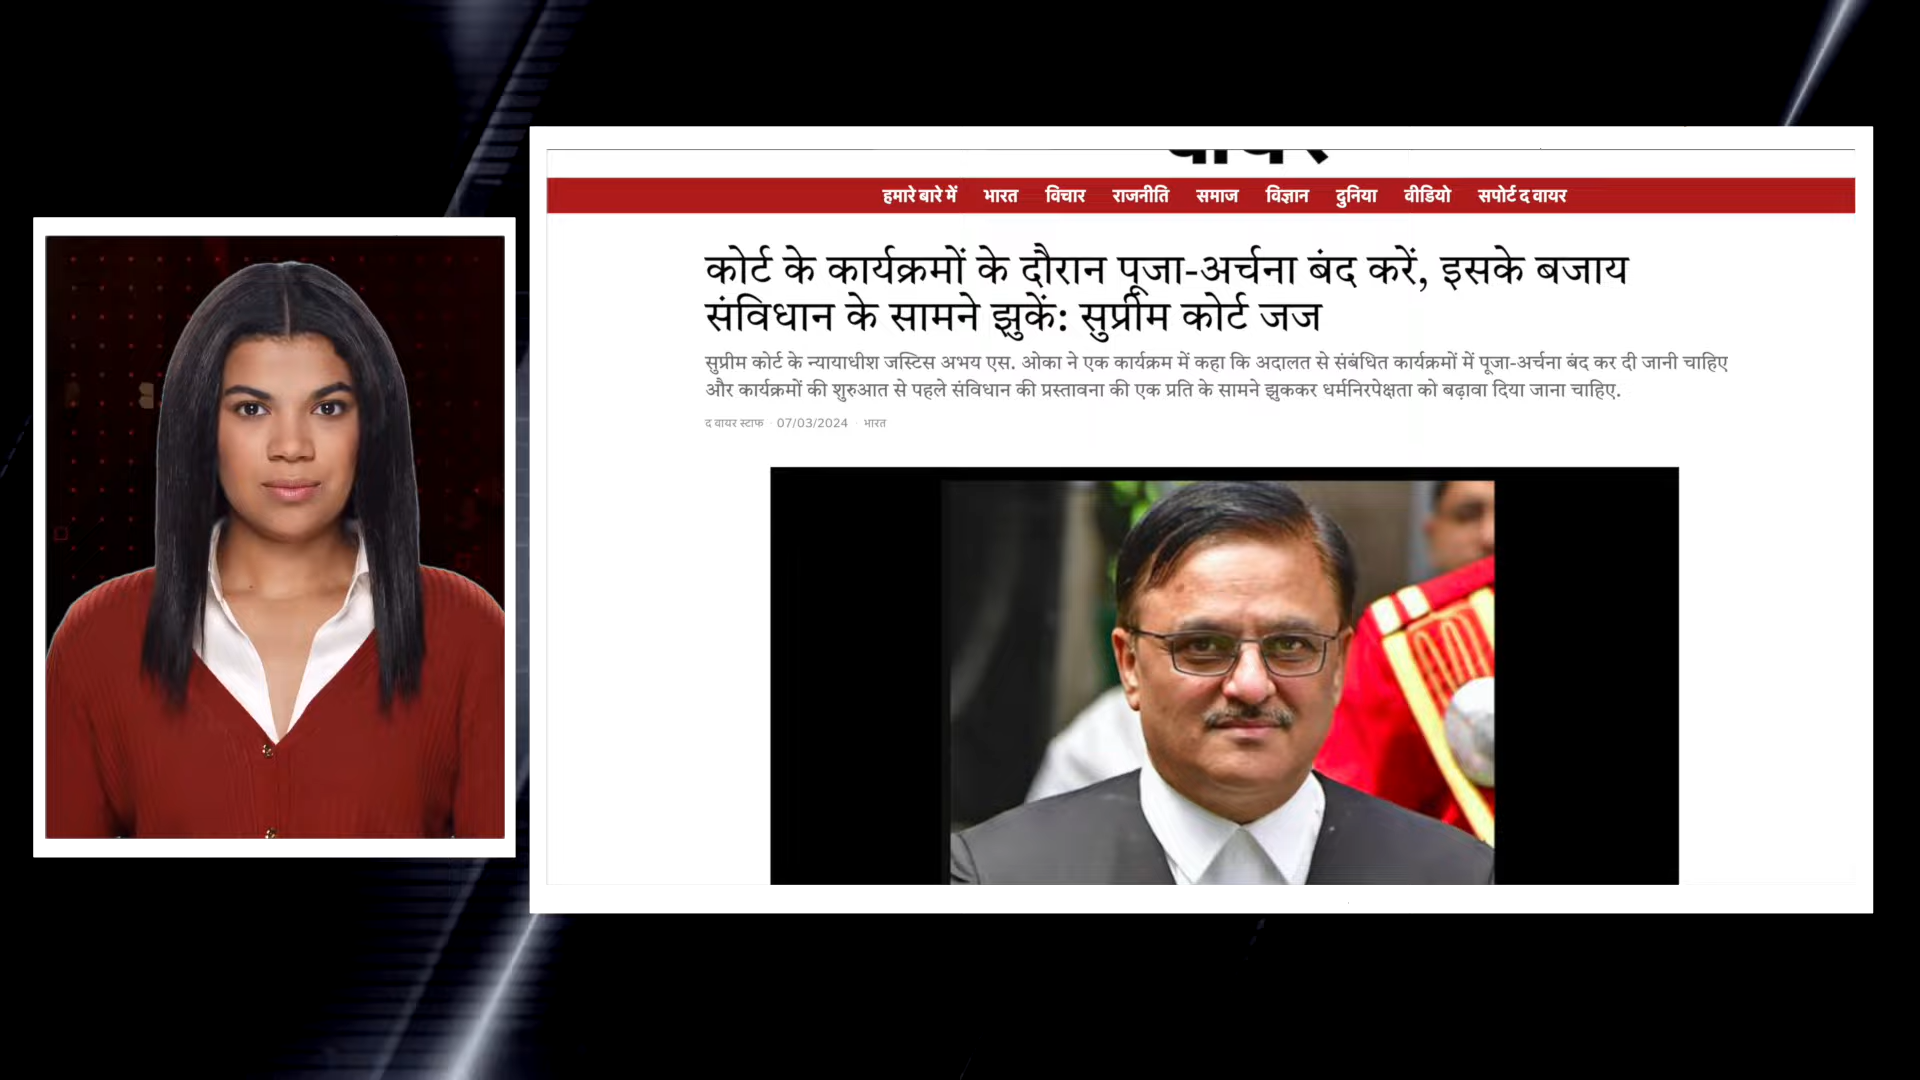 हमारे बारे में भारत विचार राजनीति समाज विज्ञान दुनिया वीडियो सपोर्ट द वायर
कोर्ट के कार्यक्रमों के दौरान पूजा-अर्चना बंद करें, इसके बजाय
संविधान के सामने झुकें: सुप्रीम कोर्ट जज
सुप्रीम कोर्ट के न्यायाधीश जस्टिस अभय एस. ओका ने एक कार्यक्रम में कहा कि अदालत से संबंधित कार्यक्रमों में पूजा-अर्चना बंद कर दी जानी चाहिए
और कार्यक्रमों की शुरुआत से पहले संविधान की प्रस्तावना की एक प्रति के सामने झुककर धर्मनिरपेक्षता को बढ़ावा दिया जाना चाहिए.
द वायर स्टाफ · 07/03/2024 · भारत